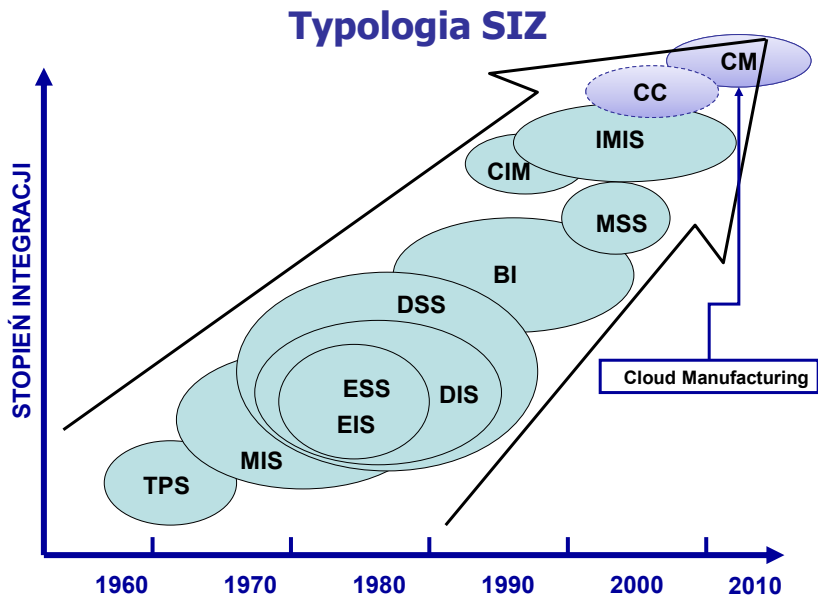 Typologia SIZ
CM
CC
IMIS
CIM
MSS
BI
DSS
ESS
DIS
EIS
MIS
TPS
Cloud Manufacturing
STOPIEŃ INTEGRACJI
1960 1970 1980 1990 2000 2010